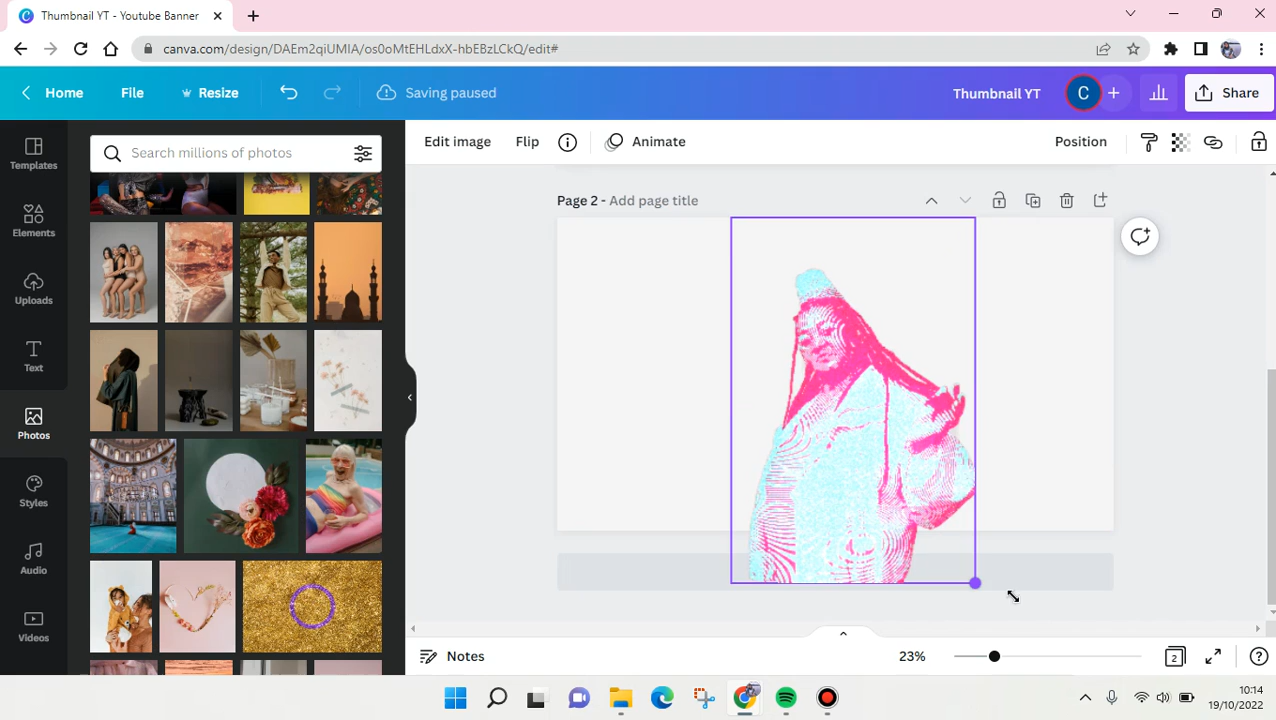 Thumbnail YT - Youtube Banner
canva.com/design/DAEm2qiUMIA/os0oMtEHLdxX-hbEBzLCkQ/edit#
Home File Resize Saving paused Thumbnail YT C Share
Templates
Elements
Uploads
Text
Photos
Styles
Audio
Videos
Search millions of photos
Edit image Flip Animate Position
Page 2 - Add page title
Notes 23% 2
10:14
19/10/2022